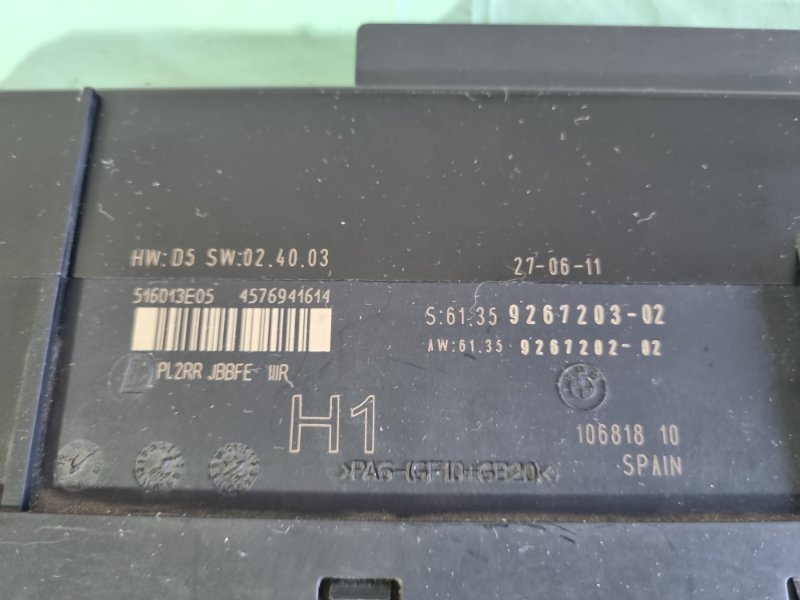 HW:D5 SW:02.40.03
27-06-11
516013E05 4576941614
S:61.35 9267203-02
AW:61.35 9267202-02
PL2RR JBBFE IIIR
H1
106818 10
>PA6-(GF10+GB20)<
SPAIN